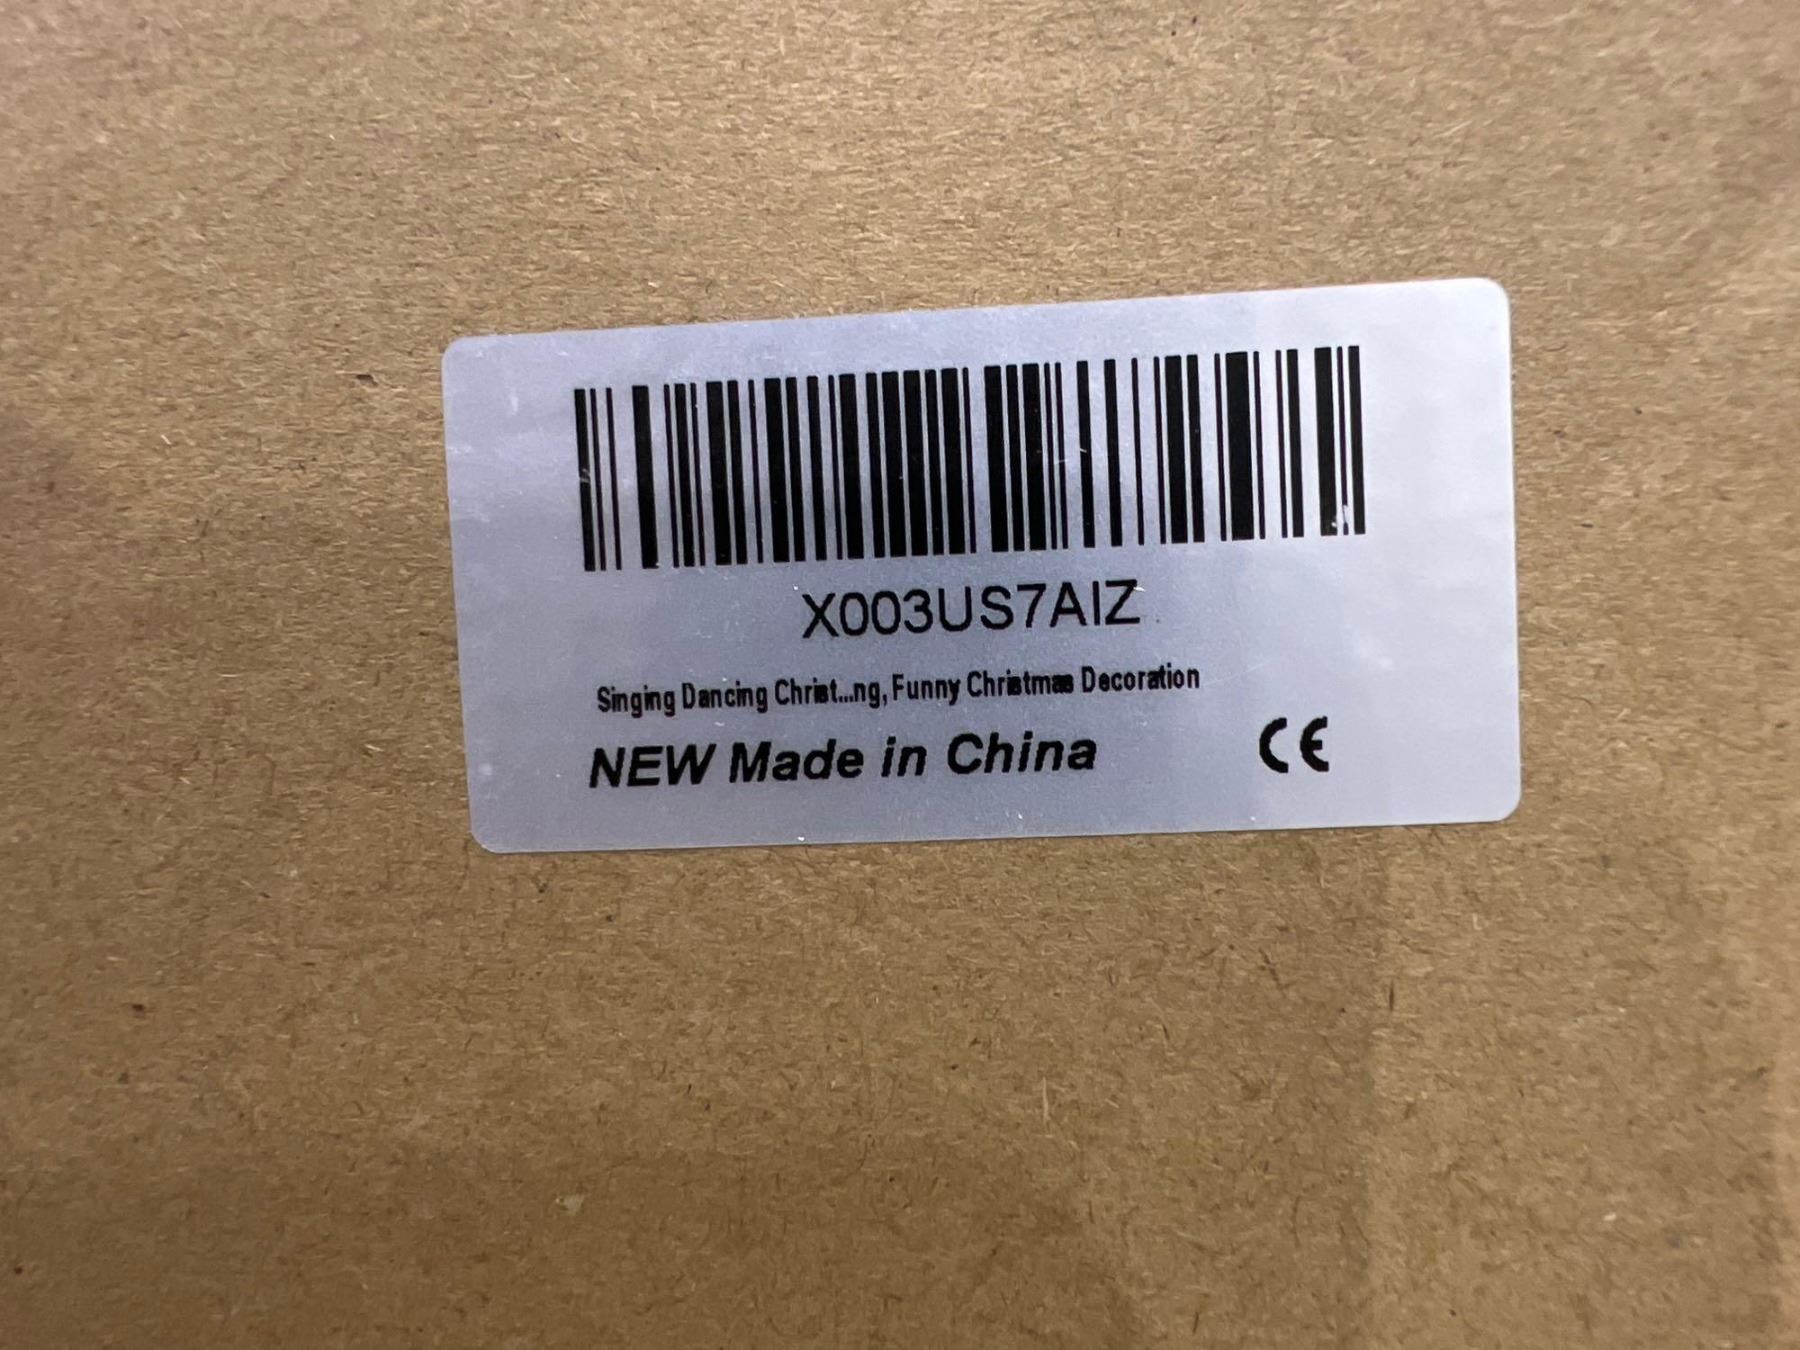 X003US7AIZ
Singing Dancing Christ...ng, Funny Christmas Decoration
NEW Made in China CE